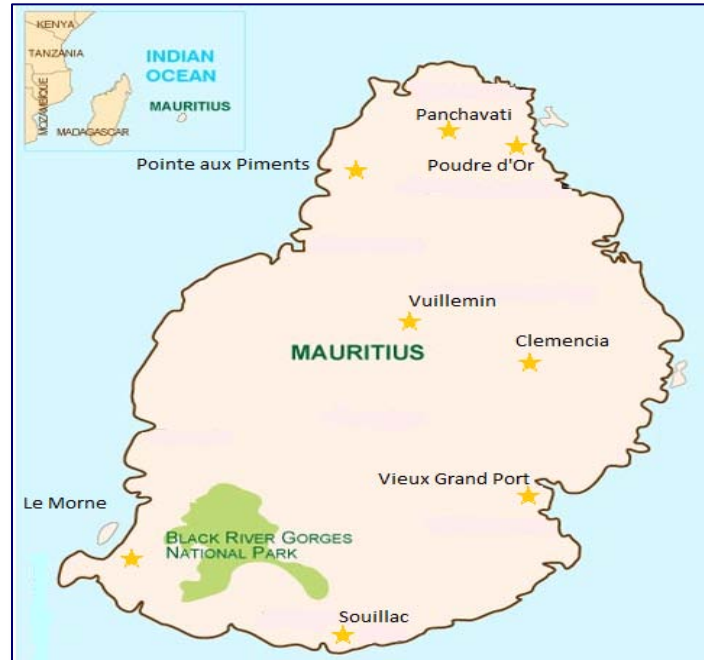 KENYA
TANZANIA
INDIAN
OCEAN
MAURITIUS
MOZAMBIQUE
MADAGASCAR
Panchavati
Pointe aux Piments
Poudre d'Or
Vuillemin
MAURITIUS
Clemencia
Vieux Grand Port
Le Morne
BLACK RIVER GORGES
NATIONAL PARK
Souillac